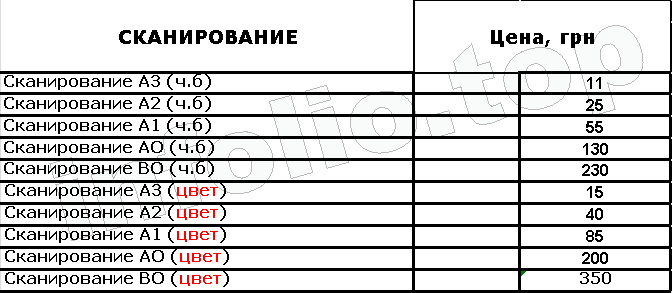 СКАНИРОВАНИЕ Цена, грн
Сканирование А3 (ч.б) 11
Сканирование А2 (ч.б) 25
Сканирование А1 (ч.б) 55
Сканирование АО (ч.б) 130
Сканирование ВО (ч.б) 230
Сканирование А3 (цвет) 15
Сканирование А2 (цвет) 40
Сканирование А1 (цвет) 85
Сканирование АО (цвет) 200
Сканирование ВО (цвет) 350
infolio.top